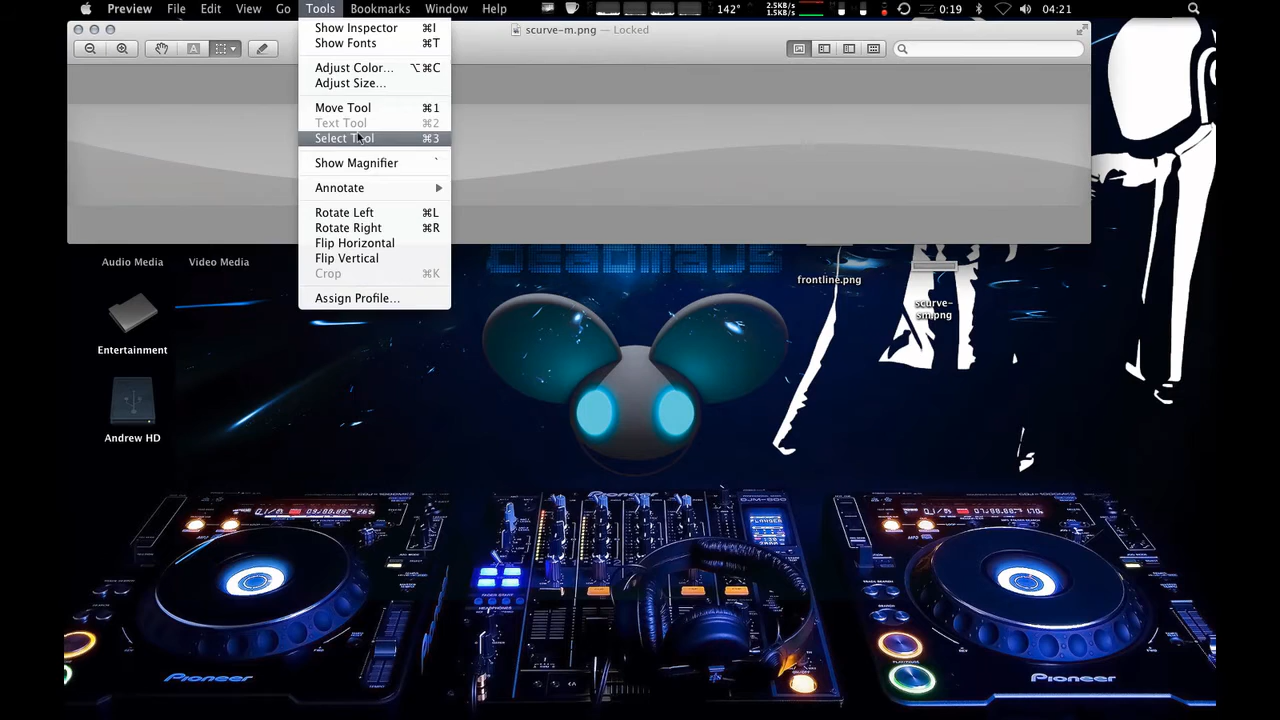 Preview File Edit View Go Tools Bookmarks Window Help 142° 2.5KB/s 1.5KB/s 0:19 04:21
scurve-m.png — Locked
Show Inspector ⌘I
Show Fonts ⌘T
Adjust Color... ⌥⌘C
Adjust Size...
Move Tool ⌘1
Text Tool ⌘2
Select Tool ⌘3
Show Magnifier `
Annotate
Rotate Left ⌘L
Rotate Right ⌘R
Flip Horizontal
Flip Vertical
Crop ⌘K
Assign Profile...
Audio Media Video Media
deadmau5
frontline.png
scurve-
sm.png
Entertainment
Andrew HD
Pioneer
Pioneer Pioneer